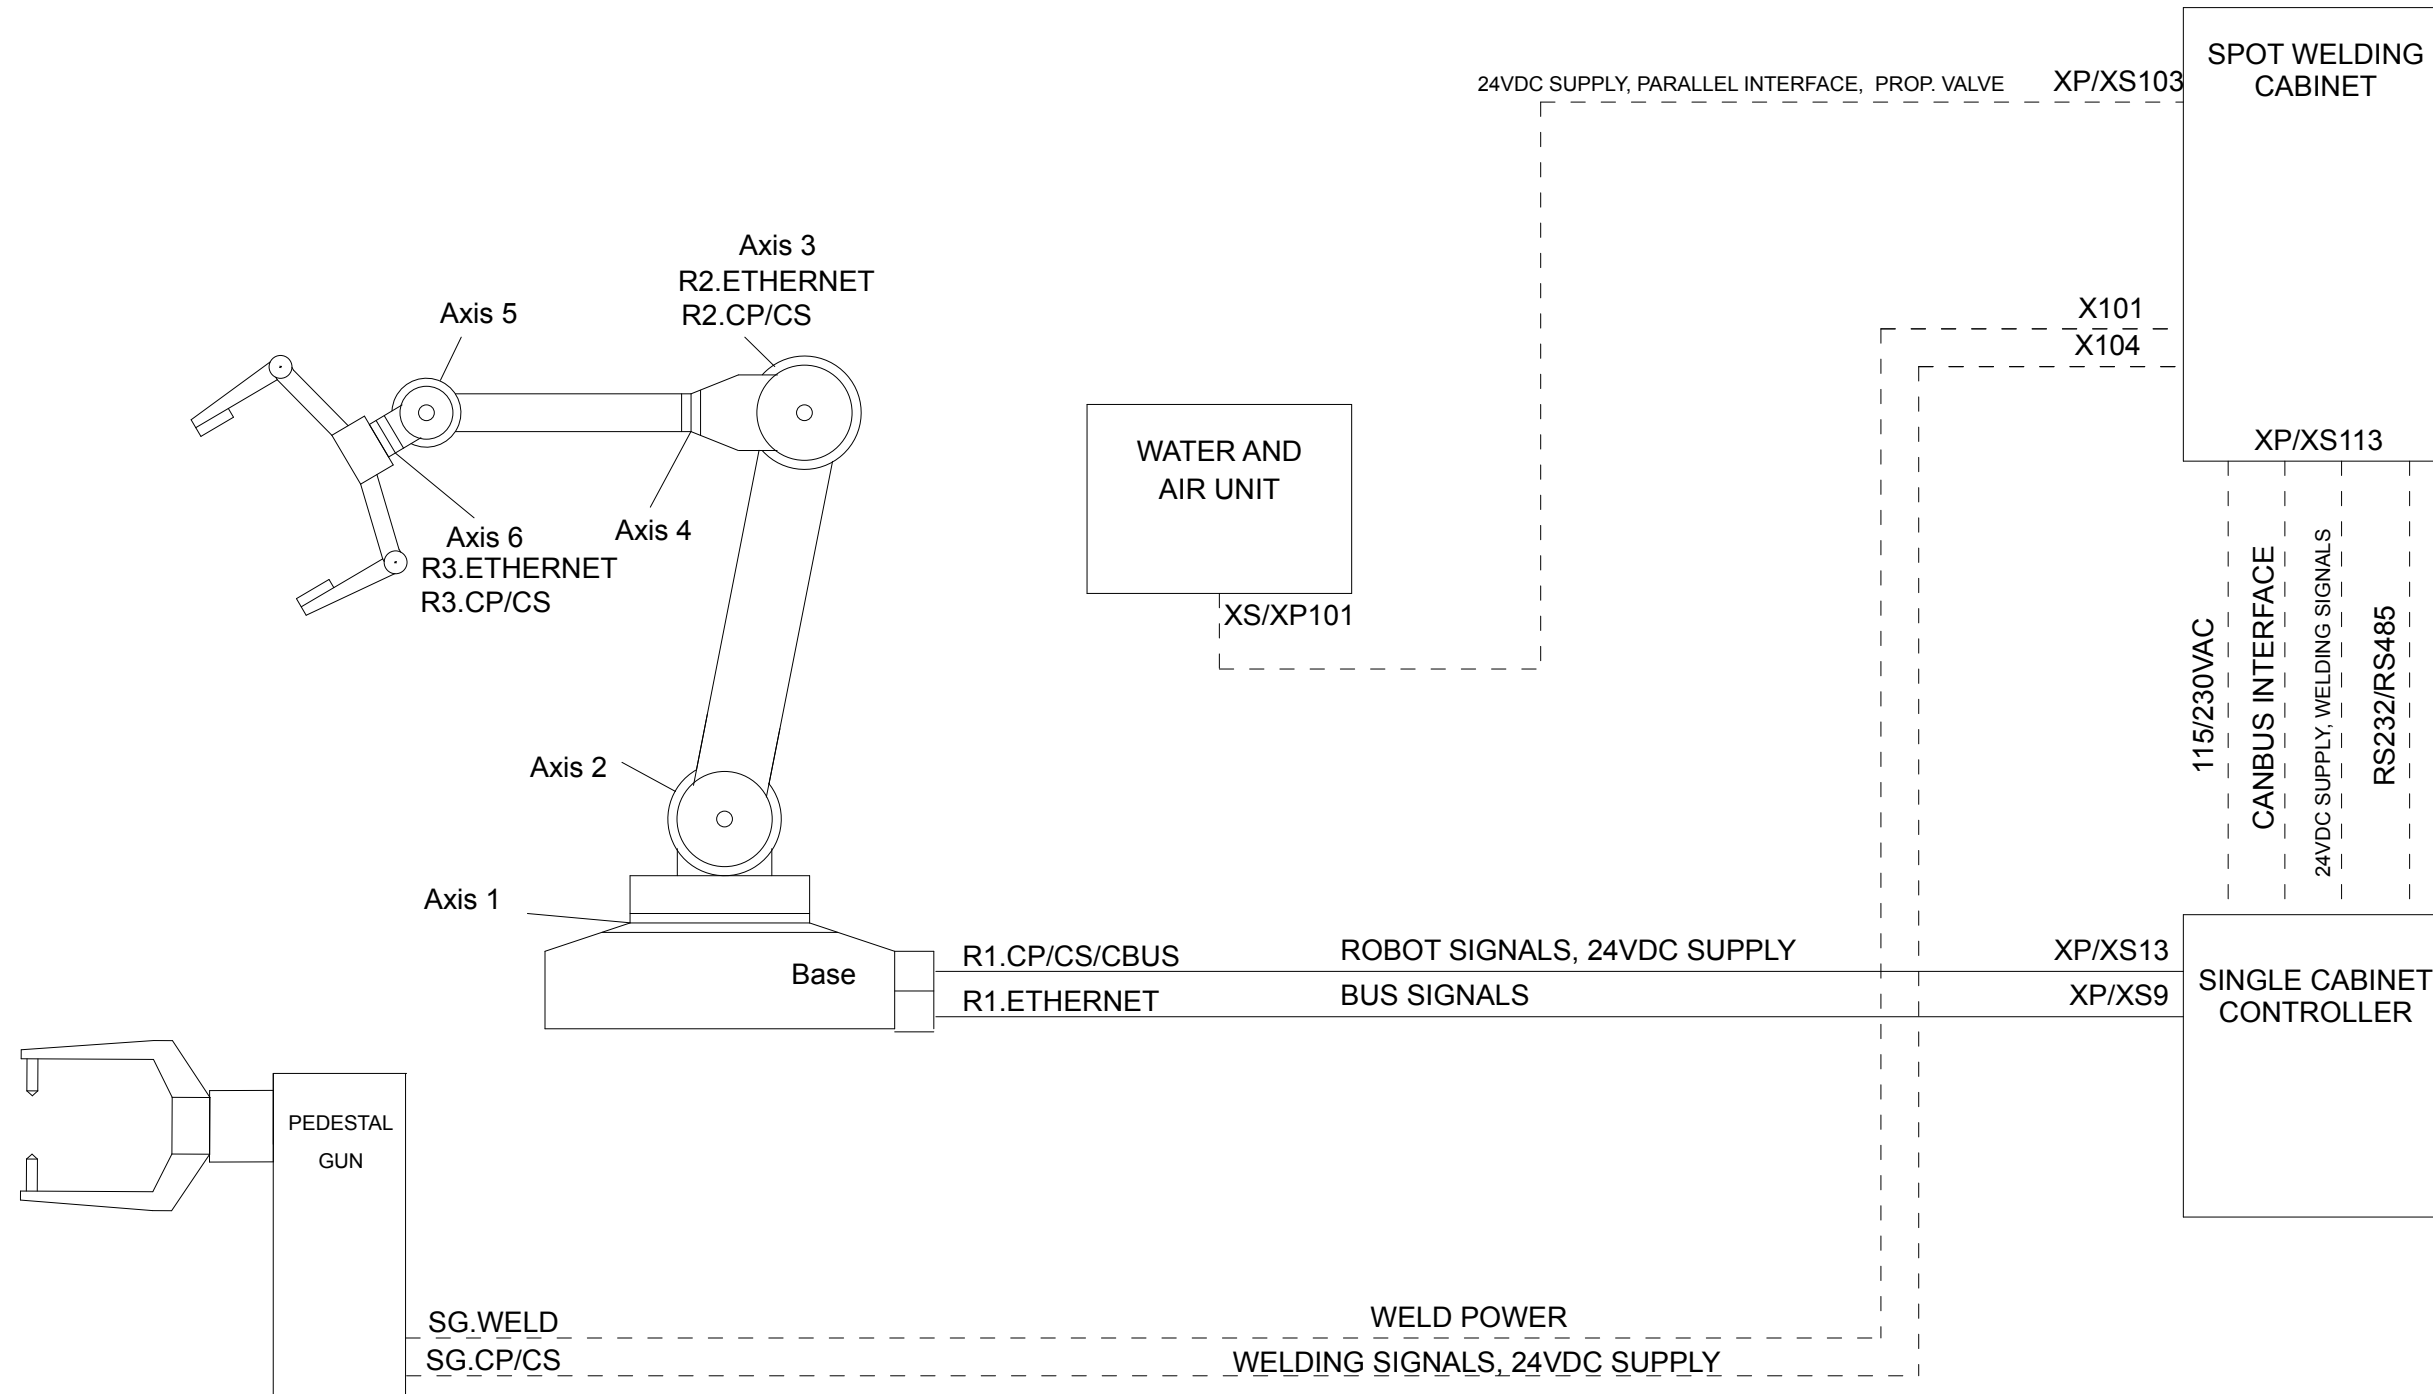 SPOT WELDING
CABINET
24VDC SUPPLY, PARALLEL INTERFACE, PROP. VALVE
XP/XS103
Axis 3
R2.ETHERNET
R2.CP/CS
Axis 5
X101
X104
XP/XS113
WATER AND
AIR UNIT
XS/XP101
Axis 4
Axis 6
R3.ETHERNET
R3.CP/CS
115/230VAC
CANBUS INTERFACE
24VDC SUPPLY, WELDING SIGNALS
RS232/RS485
Axis 2
Axis 1
Base
R1.CP/CS/CBUS
ROBOT SIGNALS, 24VDC SUPPLY
XP/XS13
R1.ETHERNET
BUS SIGNALS
XP/XS9
SINGLE CABINET
CONTROLLER
PEDESTAL
GUN
SG.WELD
WELD POWER
SG.CP/CS
WELDING SIGNALS, 24VDC SUPPLY